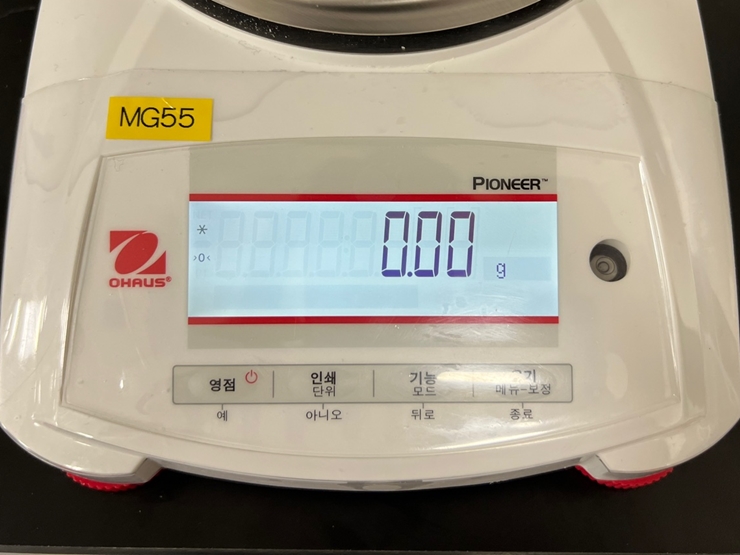 MG55
PIONEER™
*
>0<
0.00 g
OHAUS®
영점 인쇄 기능
단위 모드 메뉴-보정
예 아니오 뒤로 종료